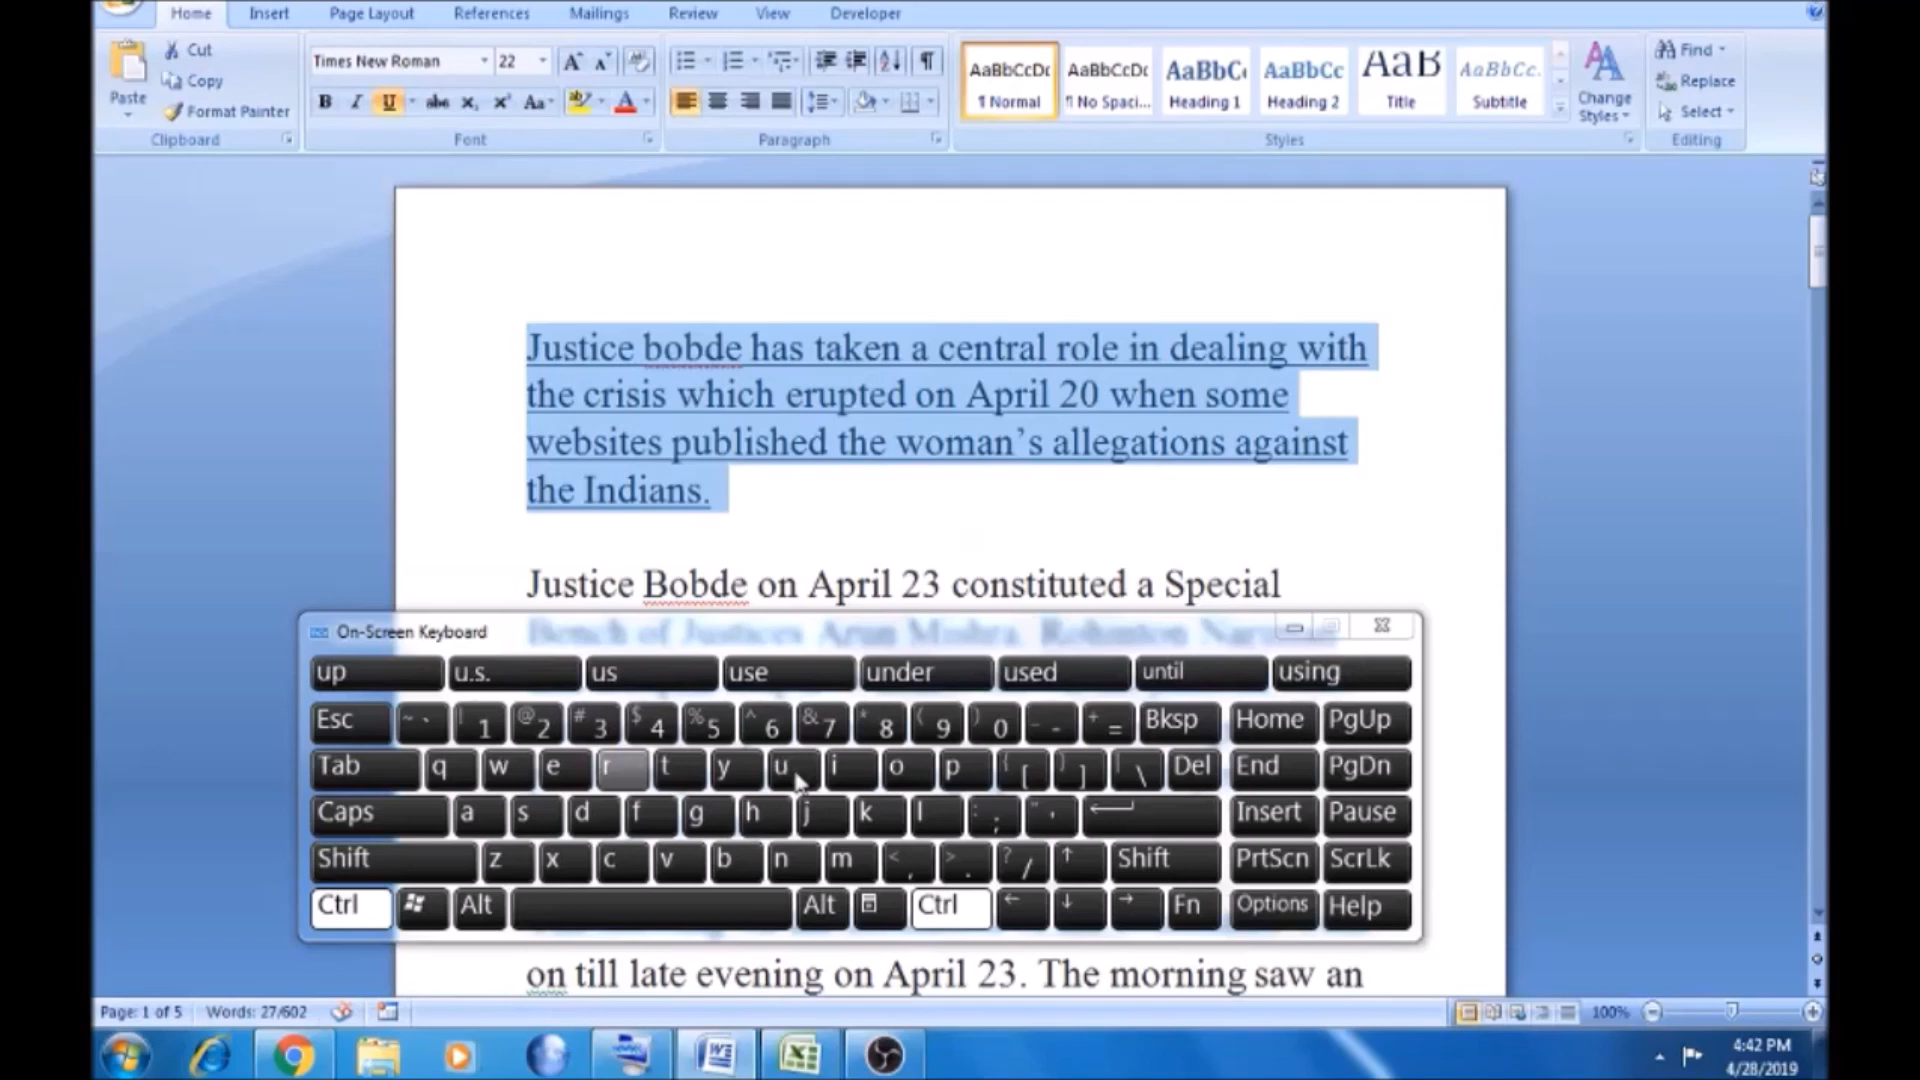 Home Insert Page Layout References Mailings Review View Developer
Cut
Copy
Format Painter
Paste
Clipboard
Times New Roman 22
B I U abc
Font
Paragraph
AaBbCcDc AaBbCcDc AaBbC AaBbCc AaB AaBbCc.
¶ Normal ¶ No Spaci... Heading 1 Heading 2 Title Subtitle
Change Styles
Styles
Find
Replace
Select
Editing
Justice bobde has taken a central role in dealing with
the crisis which erupted on April 20 when some
websites published the woman’s allegations against
the Indians.
Justice Bobde on April 23 constituted a Special
On-Screen Keyboard
Bench of Justices Arun Mishra, Rohinton
up u.s. us use under used until using
Esc ~ ` ! 1 @ 2 # 3 $ 4 % 5 ^ 6 & 7 * 8 ( 9 ) 0 _ - + = Bksp Home PgUp
Tab q w e r t y u i o p { [ } ] | \ Del End PgDn
Caps a s d f g h j k l : ; " ' Insert Pause
Shift z x c v b n m < , > . ? / ↑ Shift PrtScn ScrLk
Ctrl Alt Alt Ctrl ← ↓ → Fn Options Help
on till late evening on April 23. The morning saw an
Page: 1 of 5 Words: 27/602 100%
4:42 PM
4/28/2019